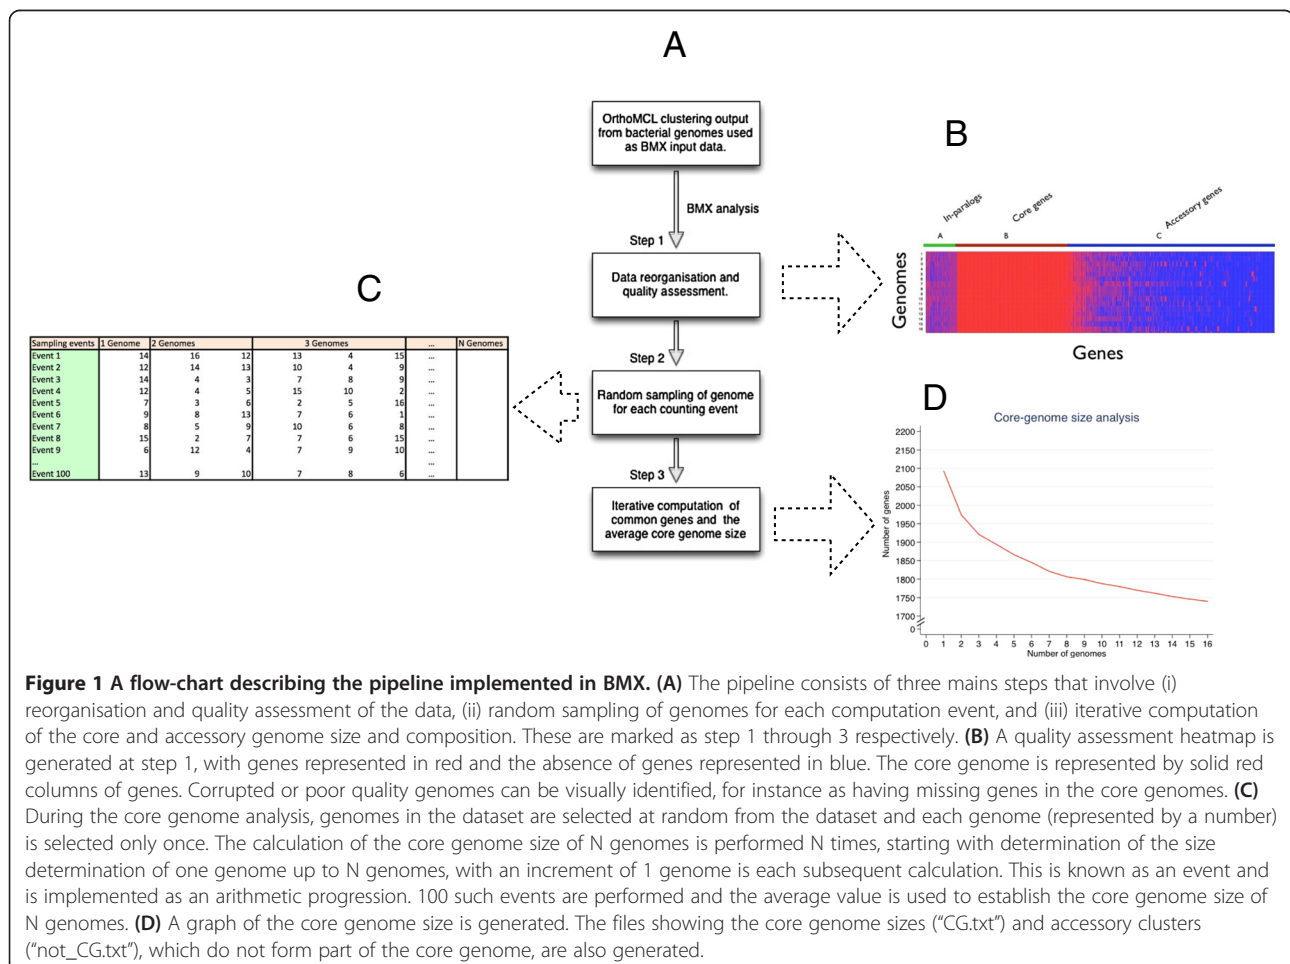 A
OrthoMCL clustering output
from bacterial genomes used
as BMX input data.
BMX analysis
Step 1
Data reorganisation and
quality assessment.
Step 2
Random sampling of genome
for each counting event
Step 3
Iterative computation of
common genes and the
average core genome size
B
In-paralogs
Core genes
Accessory genes
A B C
Genomes
1
2
3
4
5
6
7
8
9
10
11
12
13
14
15
16
Genes
C
Sampling events 1 Genome 2 Genomes 3 Genomes ... N Genomes
Event 1 14 16 12 13 4 15 ...
Event 2 12 14 13 10 4 9 ...
Event 3 14 4 3 7 8 9 ...
Event 4 12 4 5 15 10 2 ...
Event 5 7 3 6 2 5 16 ...
Event 6 9 8 13 7 6 1 ...
Event 7 8 5 9 10 6 8 ...
Event 8 15 2 7 7 6 15 ...
Event 9 6 12 4 7 9 10 ...
... ...
Event 100 13 9 10 7 8 6 ...
D
Core-genome size analysis
Number of genes
2200
2100
2100
2050
2000
1950
1900
1850
1800
1750
1700
0
0 1 2 3 4 5 6 7 8 9 10 11 12 13 14 15 16
Number of genomes
Figure 1 A flow-chart describing the pipeline implemented in BMX. (A) The pipeline consists of three mains steps that involve (i)
reorganisation and quality assessment of the data, (ii) random sampling of genomes for each computation event, and (iii) iterative computation
of the core and accessory genome size and composition. These are marked as step 1 through 3 respectively. (B) A quality assessment heatmap is
generated at step 1, with genes represented in red and the absence of genes represented in blue. The core genome is represented by solid red
columns of genes. Corrupted or poor quality genomes can be visually identified, for instance as having missing genes in the core genomes. (C)
During the core genome analysis, genomes in the dataset are selected at random from the dataset and each genome (represented by a number)
is selected only once. The calculation of the core genome size of N genomes is performed N times, starting with determination of the size
determination of one genome up to N genomes, with an increment of 1 genome is each subsequent calculation. This is known as an event and
is implemented as an arithmetic progression. 100 such events are performed and the average value is used to establish the core genome size of
N genomes. (D) A graph of the core genome size is generated. The files showing the core genome sizes (“CG.txt”) and accessory clusters
(“not_CG.txt”), which do not form part of the core genome, are also generated.